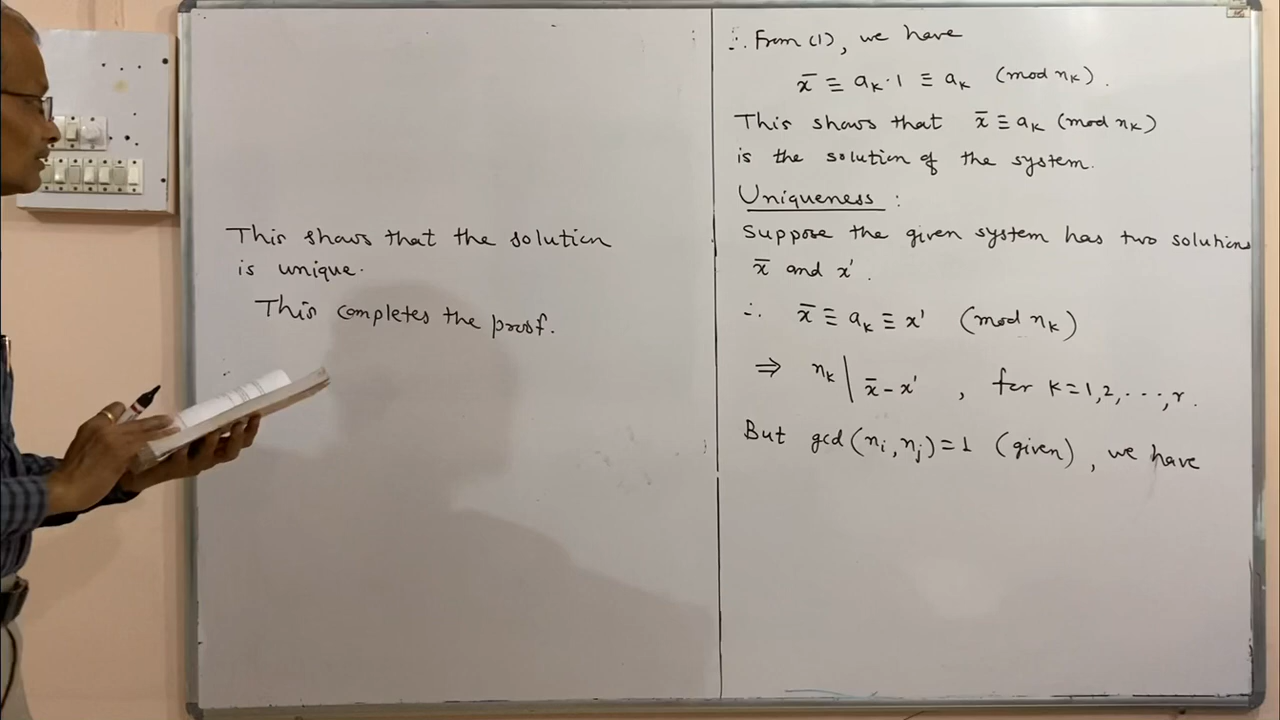 This shows that the solution
is unique.
This completes the proof.
∴ From (1), we have
x̄ ≡ aₖ·1 ≡ aₖ (mod nₖ).
This shows that x̄ ≡ aₖ (mod nₖ)
is the solution of the system.
Uniqueness :
Suppose the given system has two solutions
x̄ and x'.
∴ x̄ ≡ aₖ ≡ x' (mod nₖ)
⇒ nₖ | x̄ - x' , for k=1,2,...,r.
But gcd(nᵢ, nⱼ)=1 (given), we have